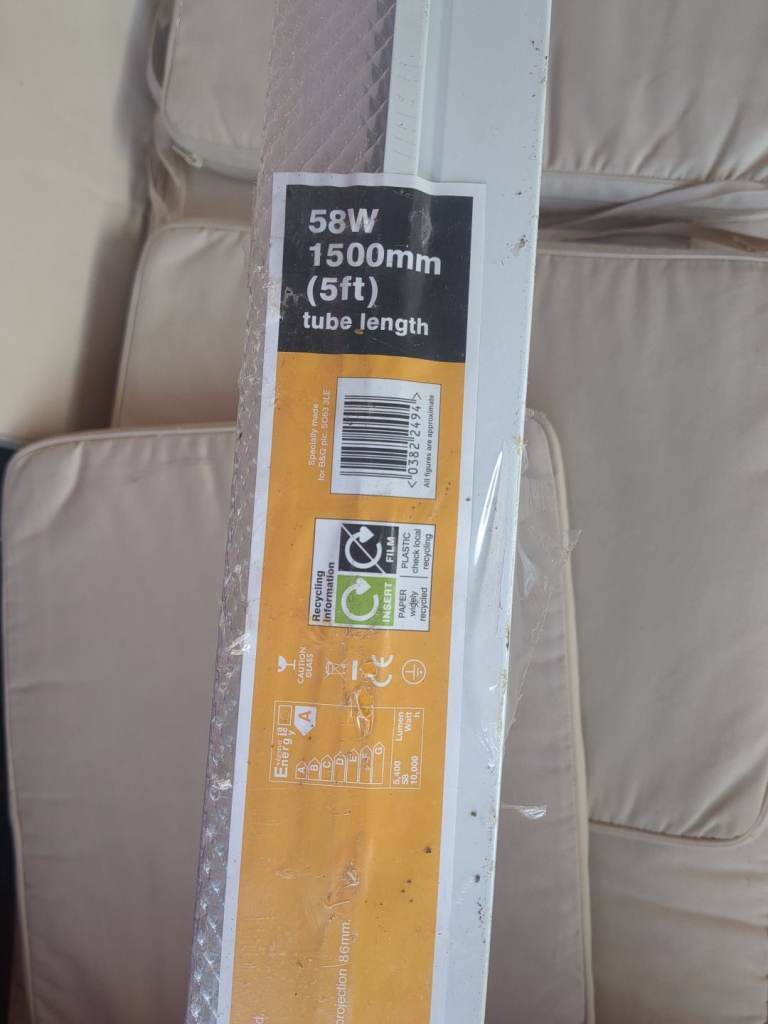 58W
1500mm
(5ft)
tube length
Specially made
for B&Q plc SO53 3LE
<03822494>
All figures are approximate
Recycling
Information
INSERT
FILM
PAPER
widely
recycled
PLASTIC
check local
recycling
CAUTION
GLASS
CE
Energy
A
A
B
C
D
E
F
G
5,400 Lumen
58 Watt
10,000 h
projection 86mm.
d.